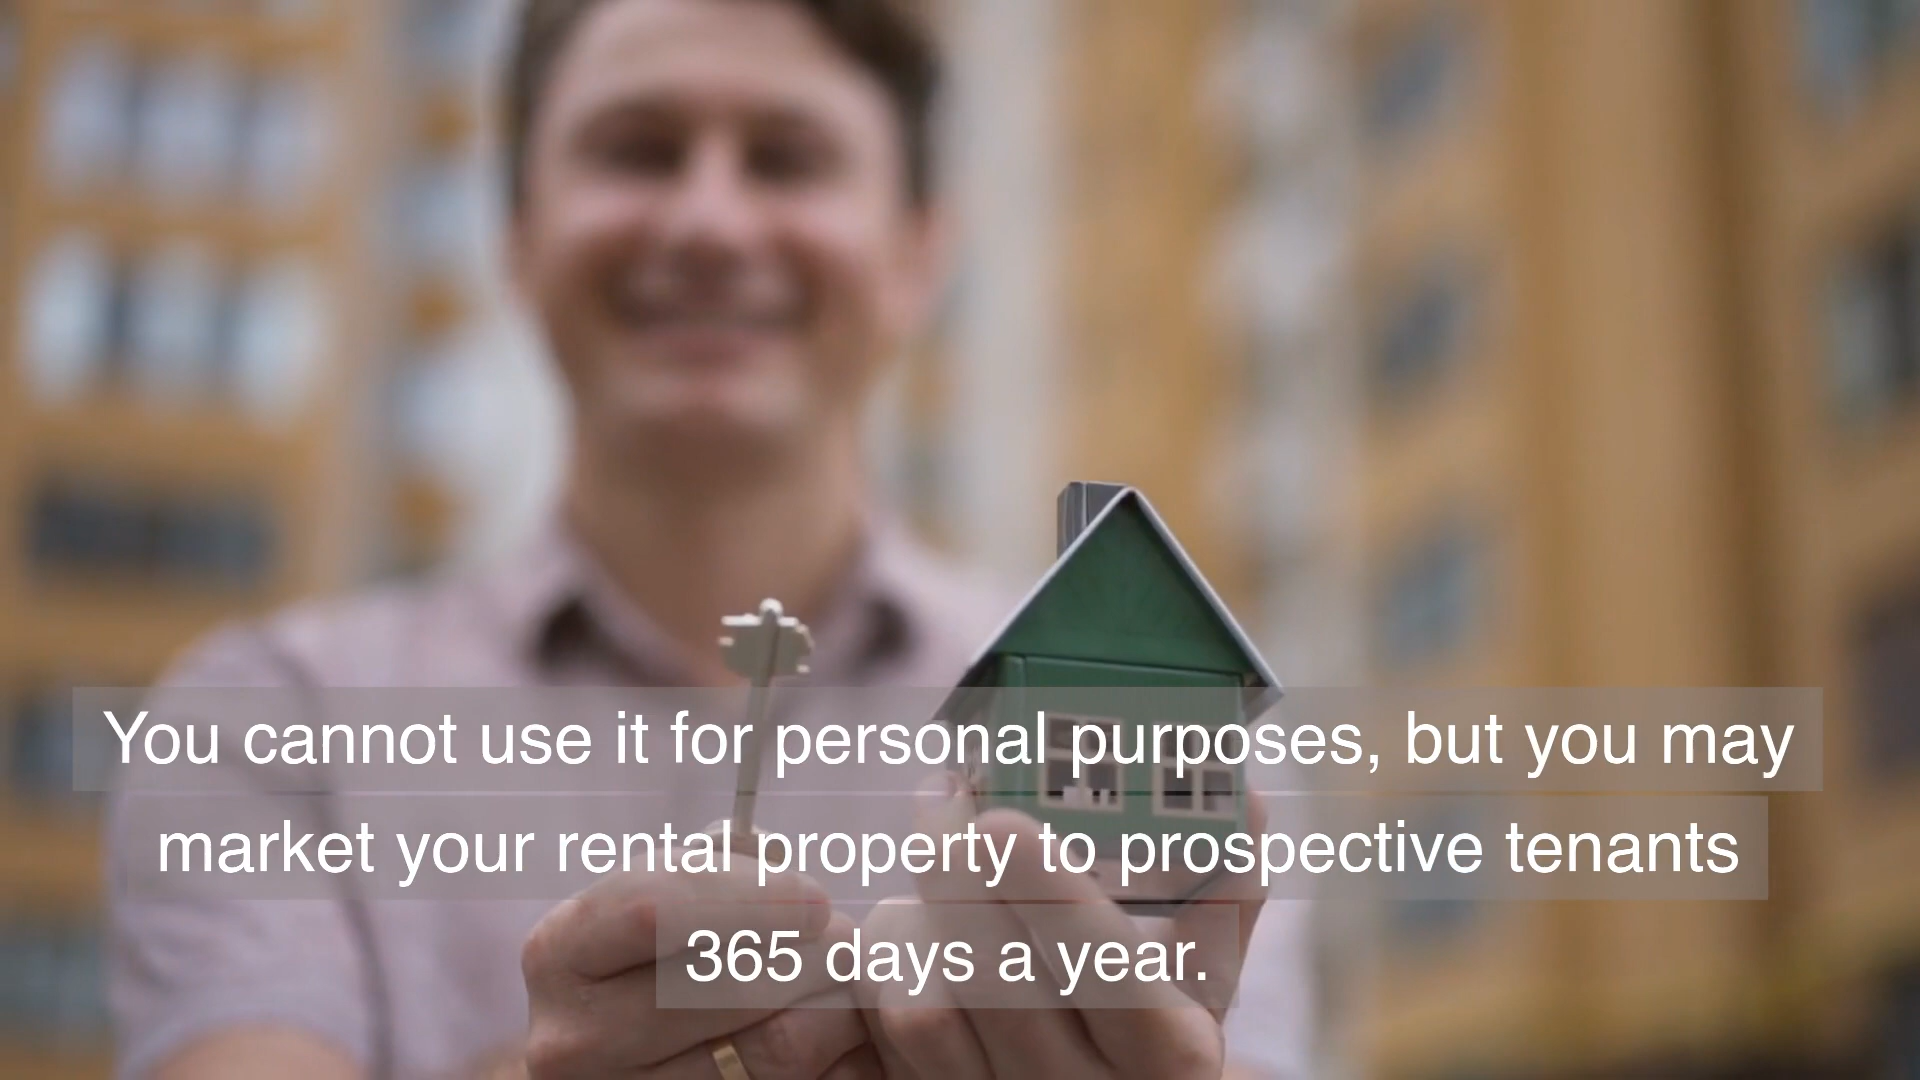 You cannot use it for personal purposes, but you may
market your rental property to prospective tenants
365 days a year.